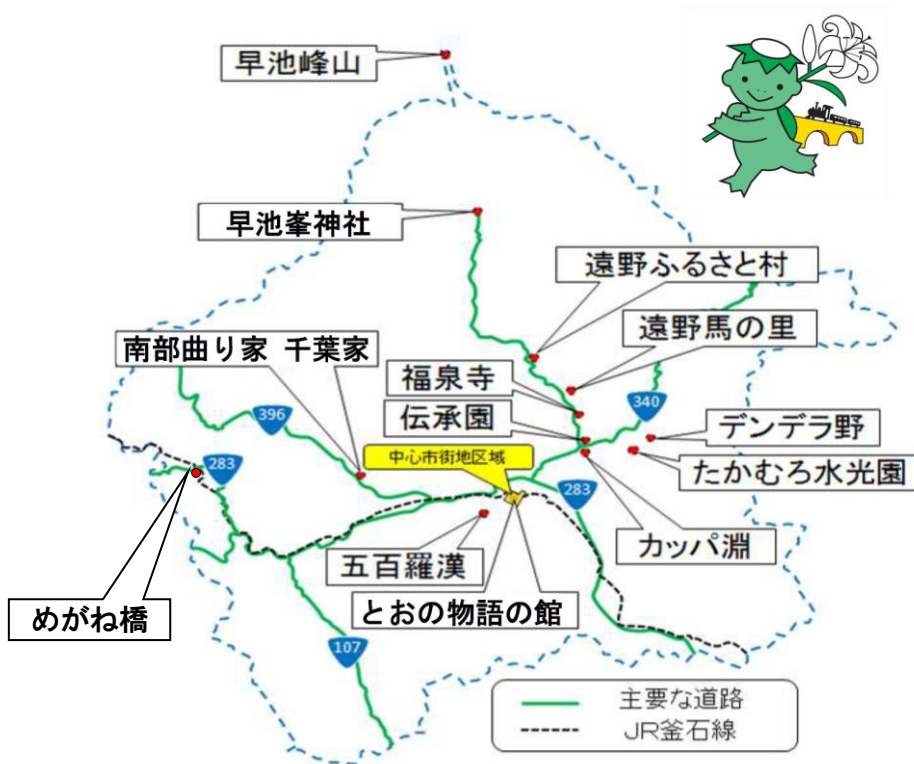 早池峰山
早池峯神社
遠野ふるさと村
遠野馬の里
南部曲り家 千葉家
福泉寺
396
340
伝承園
デンデラ野
中心市街地区域
たかむろ水光園
283
283
カッパ淵
五百羅漢
とおの物語の館
めがね橋
107
主要な道路
JR釜石線